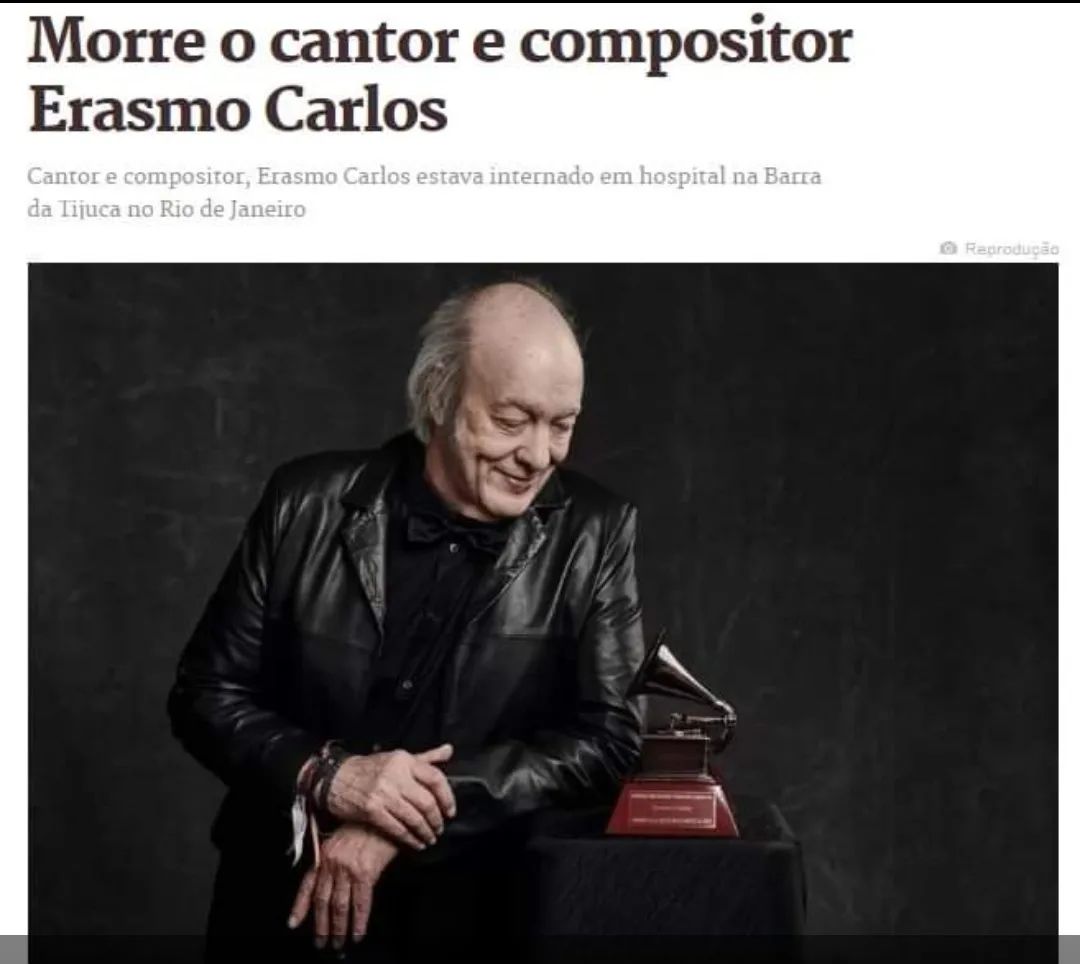 Morre o cantor e compositor
Erasmo Carlos
Cantor e compositor, Erasmo Carlos estava internado em hospital na Barra
da Tijuca no Rio de Janeiro
Reprodução